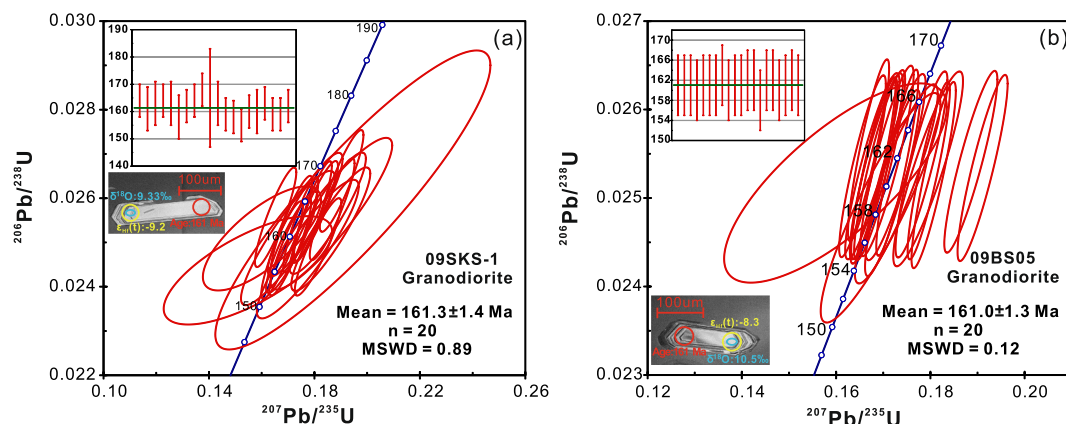 0.030
0.028
0.026
0.024
0.022
0.10
0.14
0.18
0.22
0.26
²⁰⁶Pb/²³⁸U
²⁰⁷Pb/²³⁵U
(a)
190
180
170
160
150
190
180
170
160
150
140
100um
δ¹⁸O:9.33‰
εHf(t):-9.2
09SKS-1
Granodiorite
Mean = 161.3±1.4 Ma
n = 20
MSWD = 0.89
0.027
0.026
0.025
0.024
0.023
0.12
0.14
0.16
0.18
0.20
²⁰⁶Pb/²³⁸U
²⁰⁷Pb/²³⁵U
(b)
170
166
162
158
154
150
170
166
162
158
154
150
100um
εHf(t):-8.3
δ¹⁸O:10.5‰
09BS05
Granodiorite
Mean = 161.0±1.3 Ma
n = 20
MSWD = 0.12